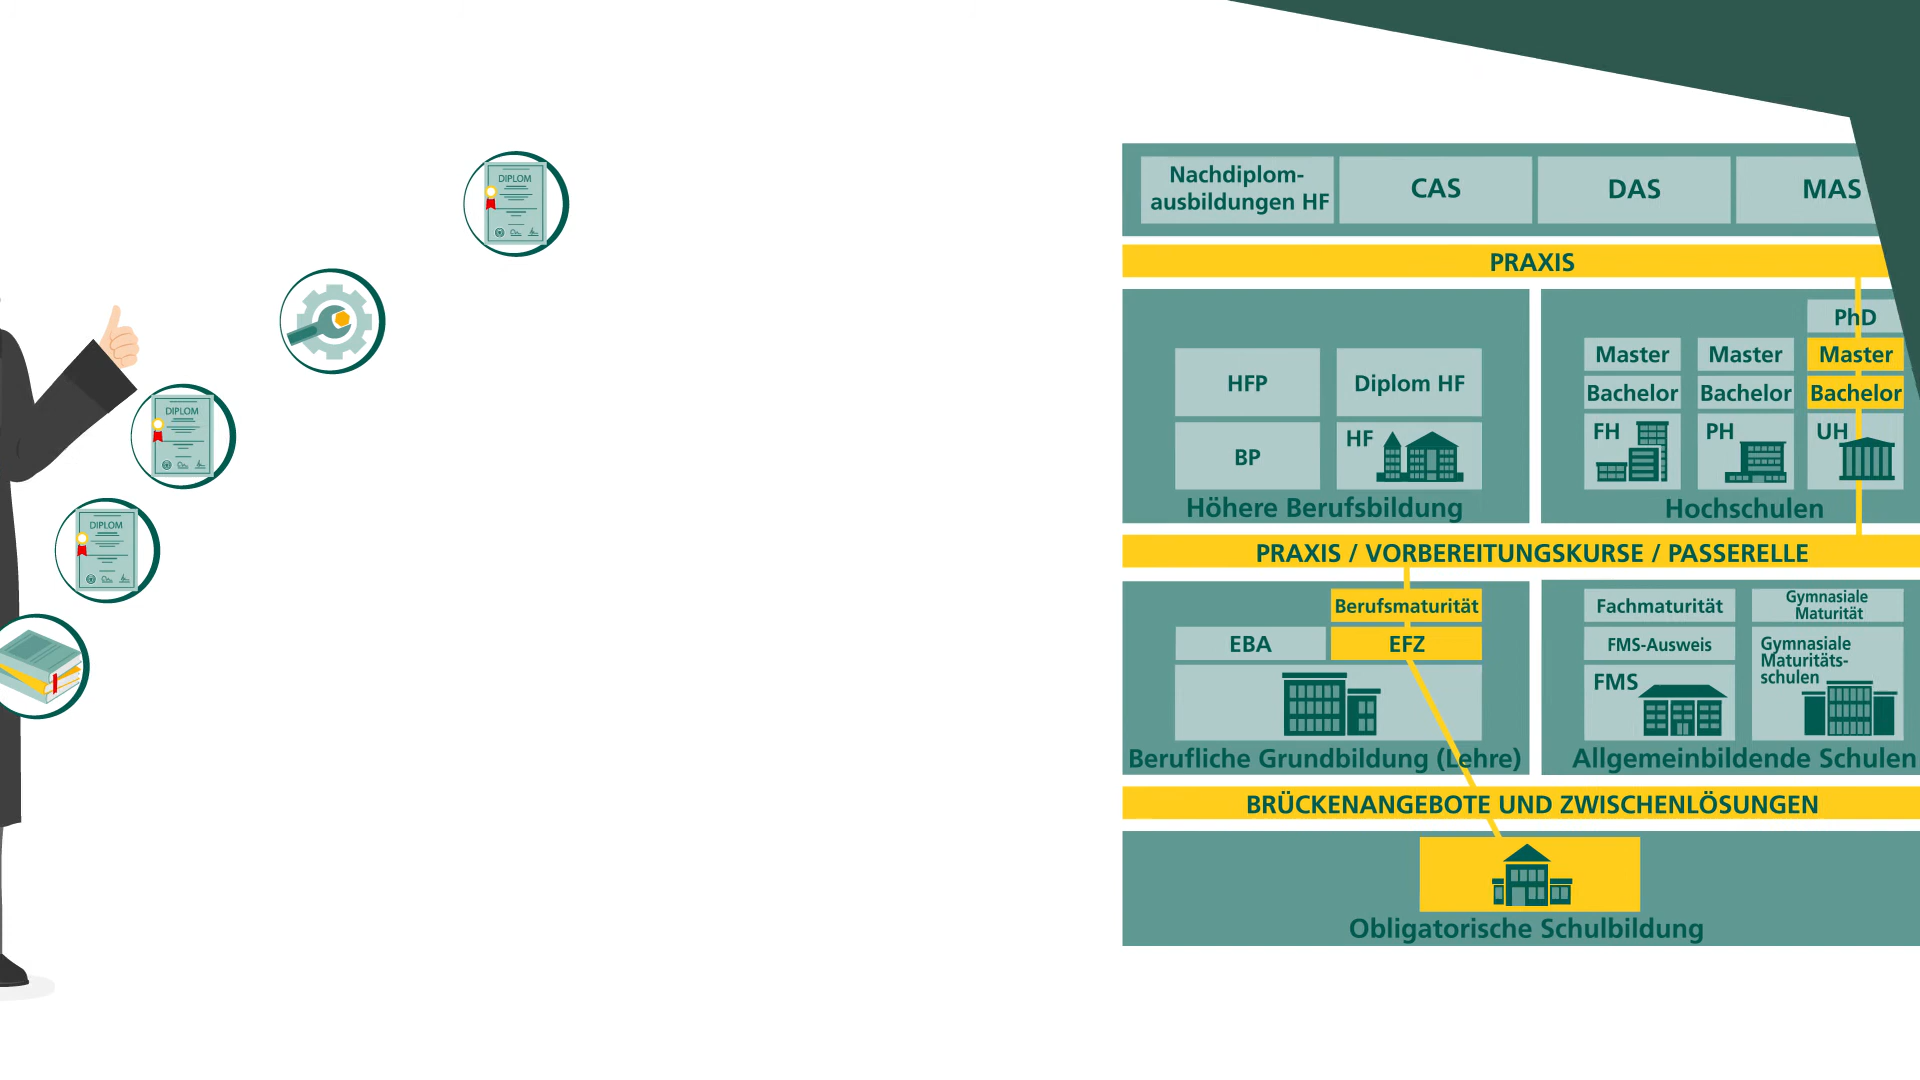 DIPLOM
DIPLOM
DIPLOM
Nachdiplom-
ausbildungen HF
CAS
DAS
MAS
PRAXIS
HFP
Diplom HF
BP
HF
Höhere Berufsbildung
PhD
Master
Master
Master
Bachelor
Bachelor
Bachelor
FH
PH
UH
Hochschulen
PRAXIS / VORBEREITUNGSKURSE / PASSERELLE
Berufsmaturität
EBA
EFZ
Berufliche Grundbildung (Lehre)
Fachmaturität
Gymnasiale
Maturität
FMS-Ausweis
Gymnasiale
Maturitäts-
schulen
FMS
Allgemeinbildende Schulen
BRÜCKENANGEBOTE UND ZWISCHENLÖSUNGEN
Obligatorische Schulbildung